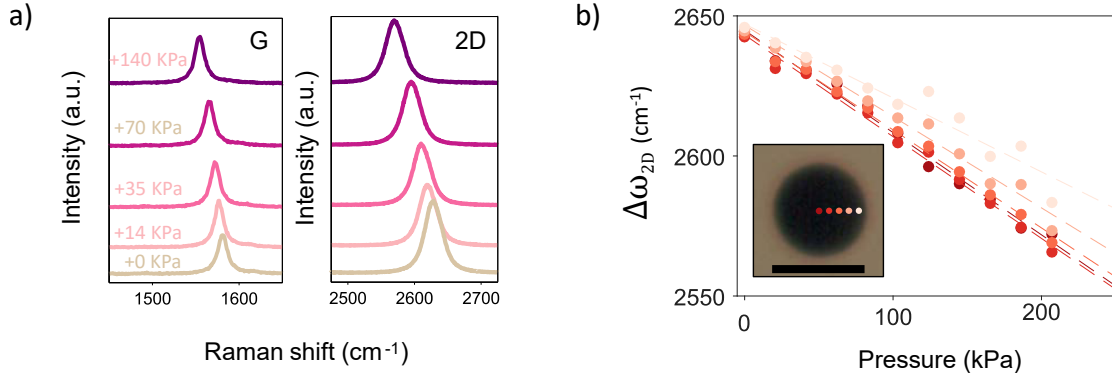 a)
G
2D
+140 KPa
+70 KPa
+35 KPa
+14 KPa
+0 KPa
Intensity (a.u.)
Intensity (a.u.)
1500
1600
2500
2600
2700
Raman shift (cm-1)
b)
2650
2600
2550
Δω2D (cm-1)
0
100
200
Pressure (kPa)